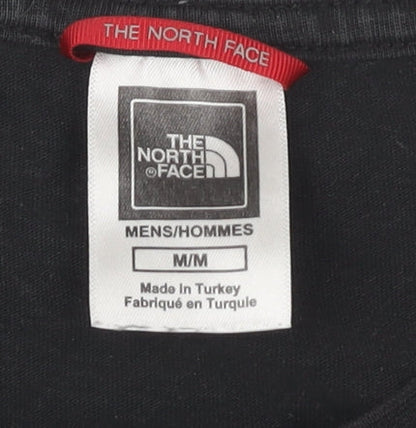 THE NORTH FACE
THE
NORTH
FACE
MENS/HOMMES
M/M
Made in Turkey
Fabriqué en Turquie